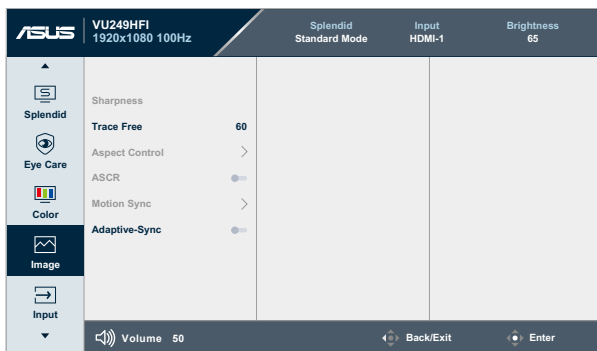 ASUS
VU249HFI
1920x1080 100Hz
Splendid
Standard Mode
Input
HDMI-1
Brightness
65
Splendid
Eye Care
Color
Image
Input
Sharpness
Trace Free 60
Aspect Control
ASCR
Motion Sync
Adaptive-Sync
Volume 50
Back/Exit
Enter